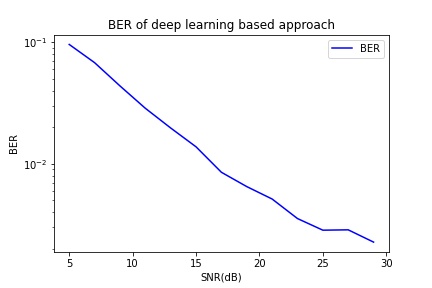 BER of deep learning based approach
BER
10⁻¹
10⁻²
BER
5 10 15 20 25 30
SNR(dB)